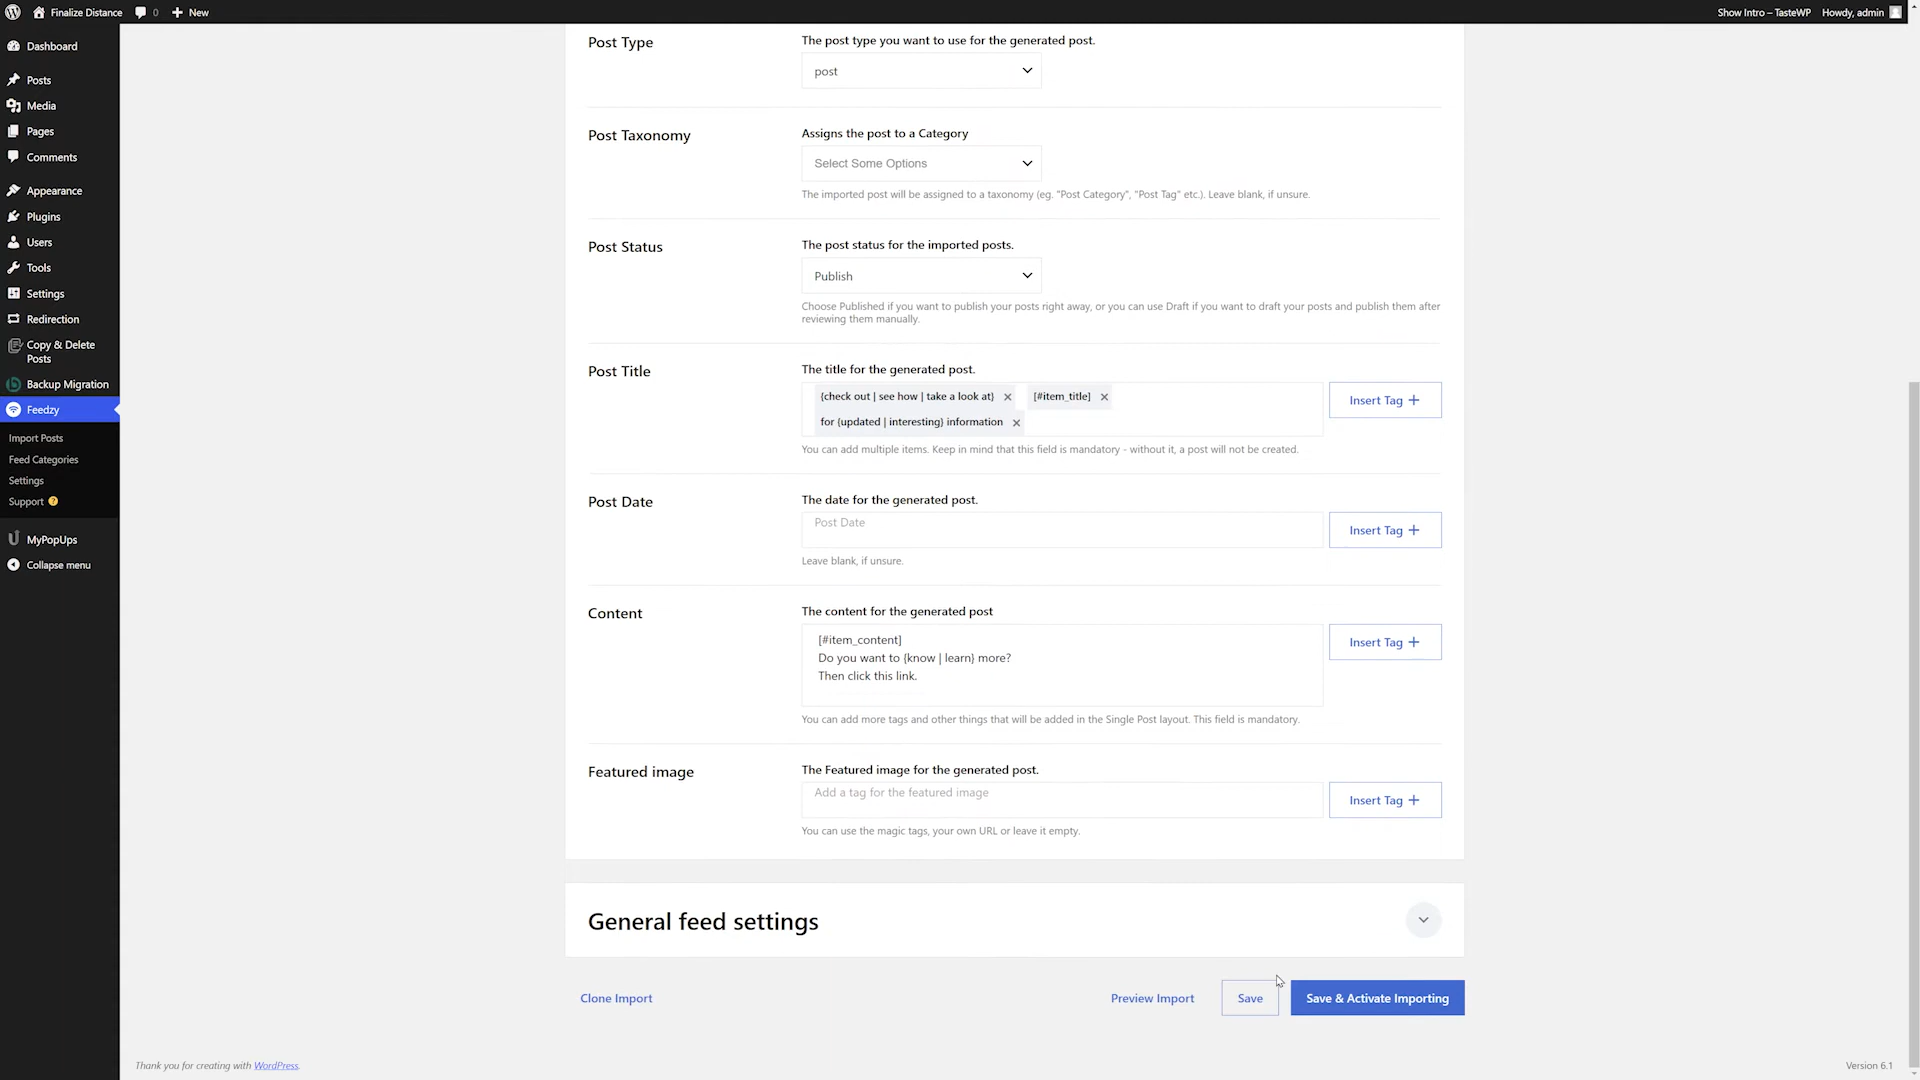 Finalize Distance
0
New
Show Intro – TasteWP
Howdy, admin
Dashboard
Posts
Media
Pages
Comments
Appearance
Plugins
Users
Tools
Settings
Redirection
Copy & Delete
Posts
Backup Migration
Feedzy
Import Posts
Feed Categories
Settings
Support ?
MyPopUps
Collapse menu
Post Type
The post type you want to use for the generated post.
post
Post Taxonomy
Assigns the post to a Category
Select Some Options
The imported post will be assigned to a taxonomy (eg. "Post Category", "Post Tag" etc.). Leave blank, if unsure.
Post Status
The post status for the imported posts.
Publish
Choose Published if you want to publish your posts right away, or you can use Draft if you want to draft your posts and publish them after
reviewing them manually.
Post Title
The title for the generated post.
{check out | see how | take a look at} × [#item_title] ×
for {updated | interesting} information ×
Insert Tag +
You can add multiple items. Keep in mind that this field is mandatory - without it, a post will not be created.
Post Date
The date for the generated post.
Post Date
Insert Tag +
Leave blank, if unsure.
Content
The content for the generated post
[#item_content]
Do you want to {know | learn} more?
Then click this link.
Insert Tag +
You can add more tags and other things that will be added in the Single Post layout. This field is mandatory.
Featured image
The Featured image for the generated post.
Add a tag for the featured image
Insert Tag +
You can use the magic tags, your own URL or leave it empty.
General feed settings
Clone Import
Preview Import
Save
Save & Activate Importing
Thank you for creating with WordPress.
Version 6.1